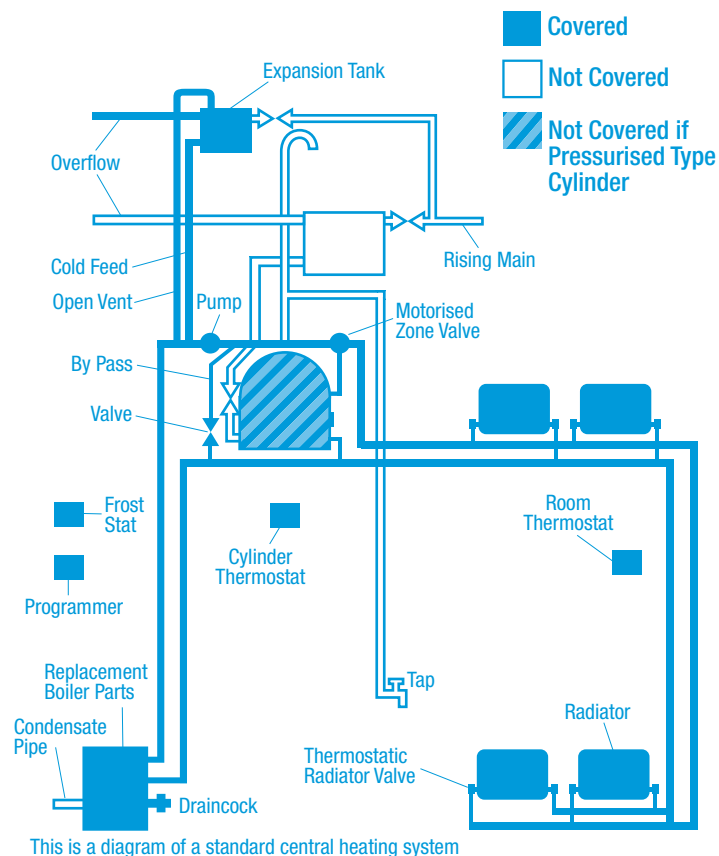 Covered
Expansion Tank
Not Covered
Not Covered if
Pressurised Type
Cylinder
Overflow
Rising Main
Cold Feed
Open Vent
Pump
Motorised
Zone Valve
By Pass
Valve
Frost
Stat
Room
Thermostat
Cylinder
Thermostat
Programmer
Replacement
Boiler Parts
Tap
Radiator
Condensate
Pipe
Thermostatic
Radiator Valve
Draincock
This is a diagram of a standard central heating system